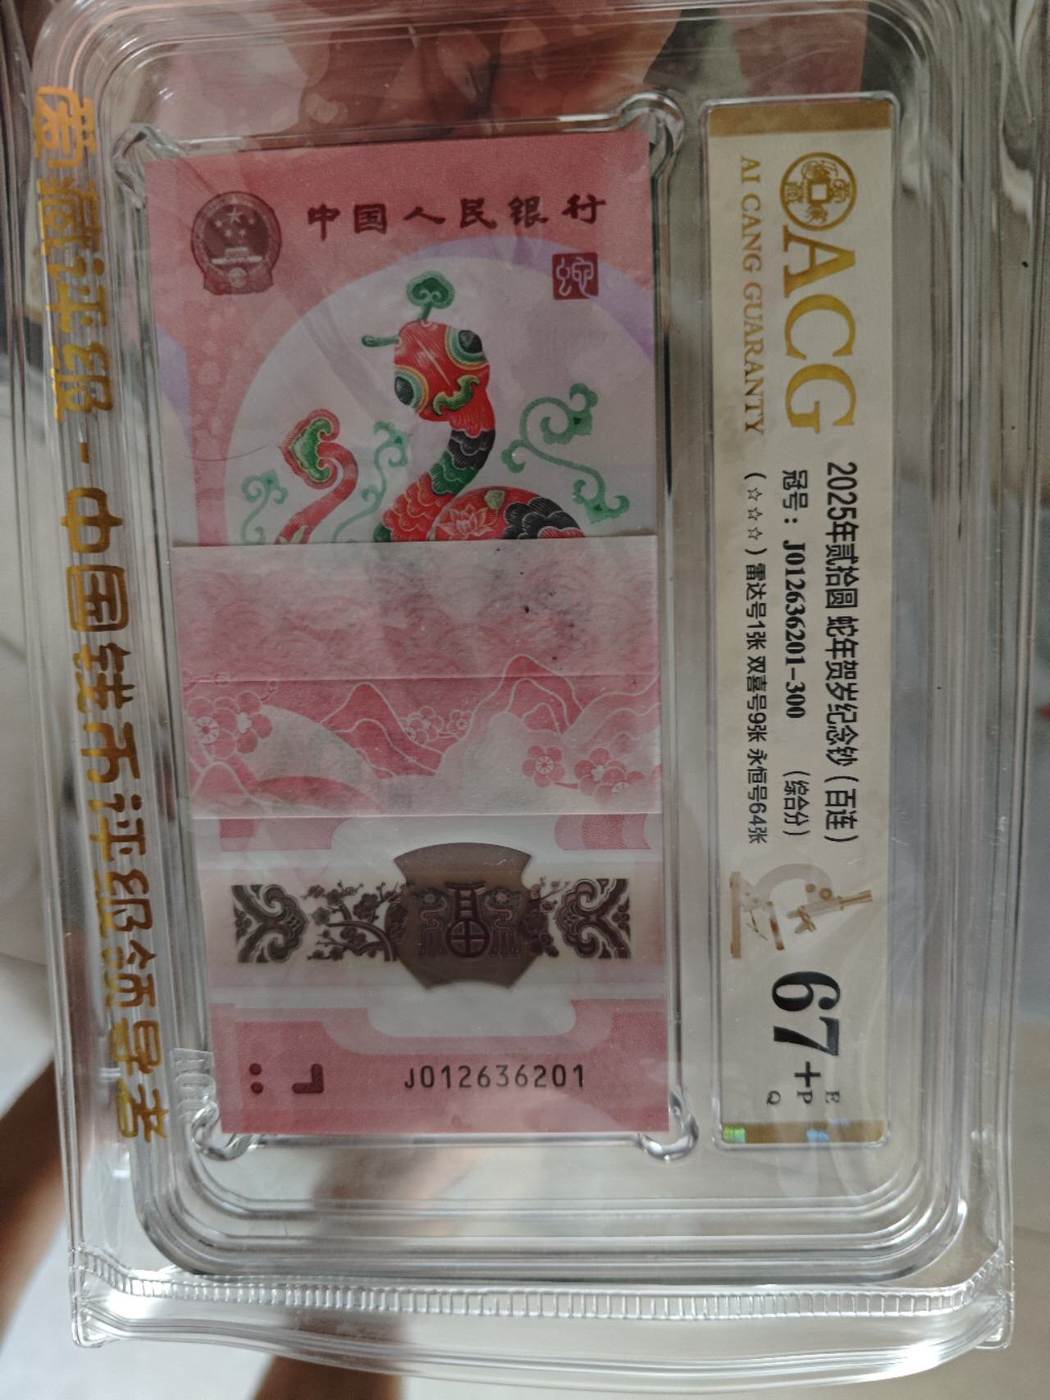 爱藏评级-中国钱币评级领导者
中国人民银行
蛇
J012636201
ACG
AI CANG GUARANTY
2025年贰拾圆 蛇年贺岁纪念钞（百连）
冠号：J012636201-300 （综合分）
（☆☆☆）雷达号1张 双喜号9张 永恒号64张
67+
E
P
Q
ACG